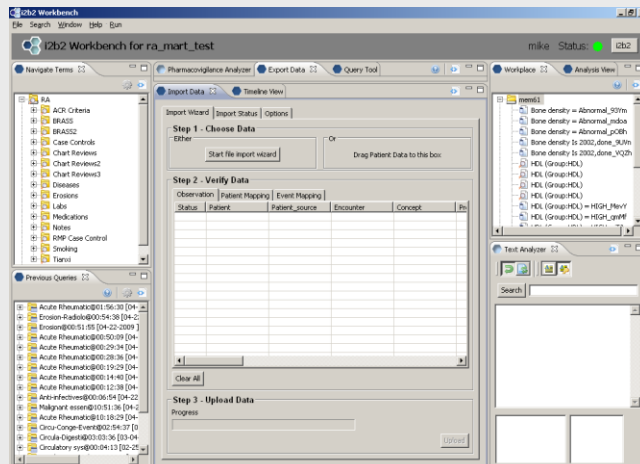 i2b2 Workbench
File Search Window Help Run
i2b2 Workbench for ra_mart_test
mike Status: i2b2
Navigate Terms
RA
ACR Criteria
BRASS
BRASS2
Case Controls
Chart Reviews
Chart Reviews2
Chart Reviews3
Diseases
Erosions
Labs
Medications
Notes
RMP Case Control
Smoking
Tianxi
Previous Queries
Acute Rheumatic@01:56:30 [04-
Erosion-Radiolo@00:54:38 [04-2
Erosion@00:51:55 [04-22-2009
Acute Rheumatic@00:50:09 [04-
Acute Rheumatic@00:29:34 [04-
Acute Rheumatic@00:28:36 [04-
Acute Rheumatic@00:19:29 [04-
Acute Rheumatic@00:14:40 [04-
Acute Rheumatic@00:12:38 [04-
Anti-infectives@00:06:54 [04-22
Malignant essen@10:51:36 [04-2
Acute Rheumatic@10:18:29 [04-
Circu-Conge-Event@02:54:37 [0
Circula-Digesti@03:03:36 [03-04-
Circulatory sys@00:04:13 [02-25
Pharmacovigilance Analyzer
Export Data
Query Tool
Import Data
Timeline View
Import Wizard
Import Status
Options
Step 1 - Choose Data
Either
Start file import wizard
Or
Drag Patient Data to this box
Step 2 - Verify Data
Observation
Patient Mapping
Event Mapping
Status Patient Patient_source Encounter Concept
Clear All
Step 3 - Upload Data
Progress
Upload
Workplace
Analysis View
mem61
Bone density = Abnormal_93Ym
Bone density = Abnormal_mdoa
Bone density = Abnormal_pOBh
Bone density Is 2002,done_9UVn
Bone density Is 2002,done_VQZh
HDL (Group:HDL)
HDL (Group:HDL)
HDL (Group:HDL) = HIGH_MevY
HDL (Group:HDL) = HIGH_qmMf
Text Analyzer
Search